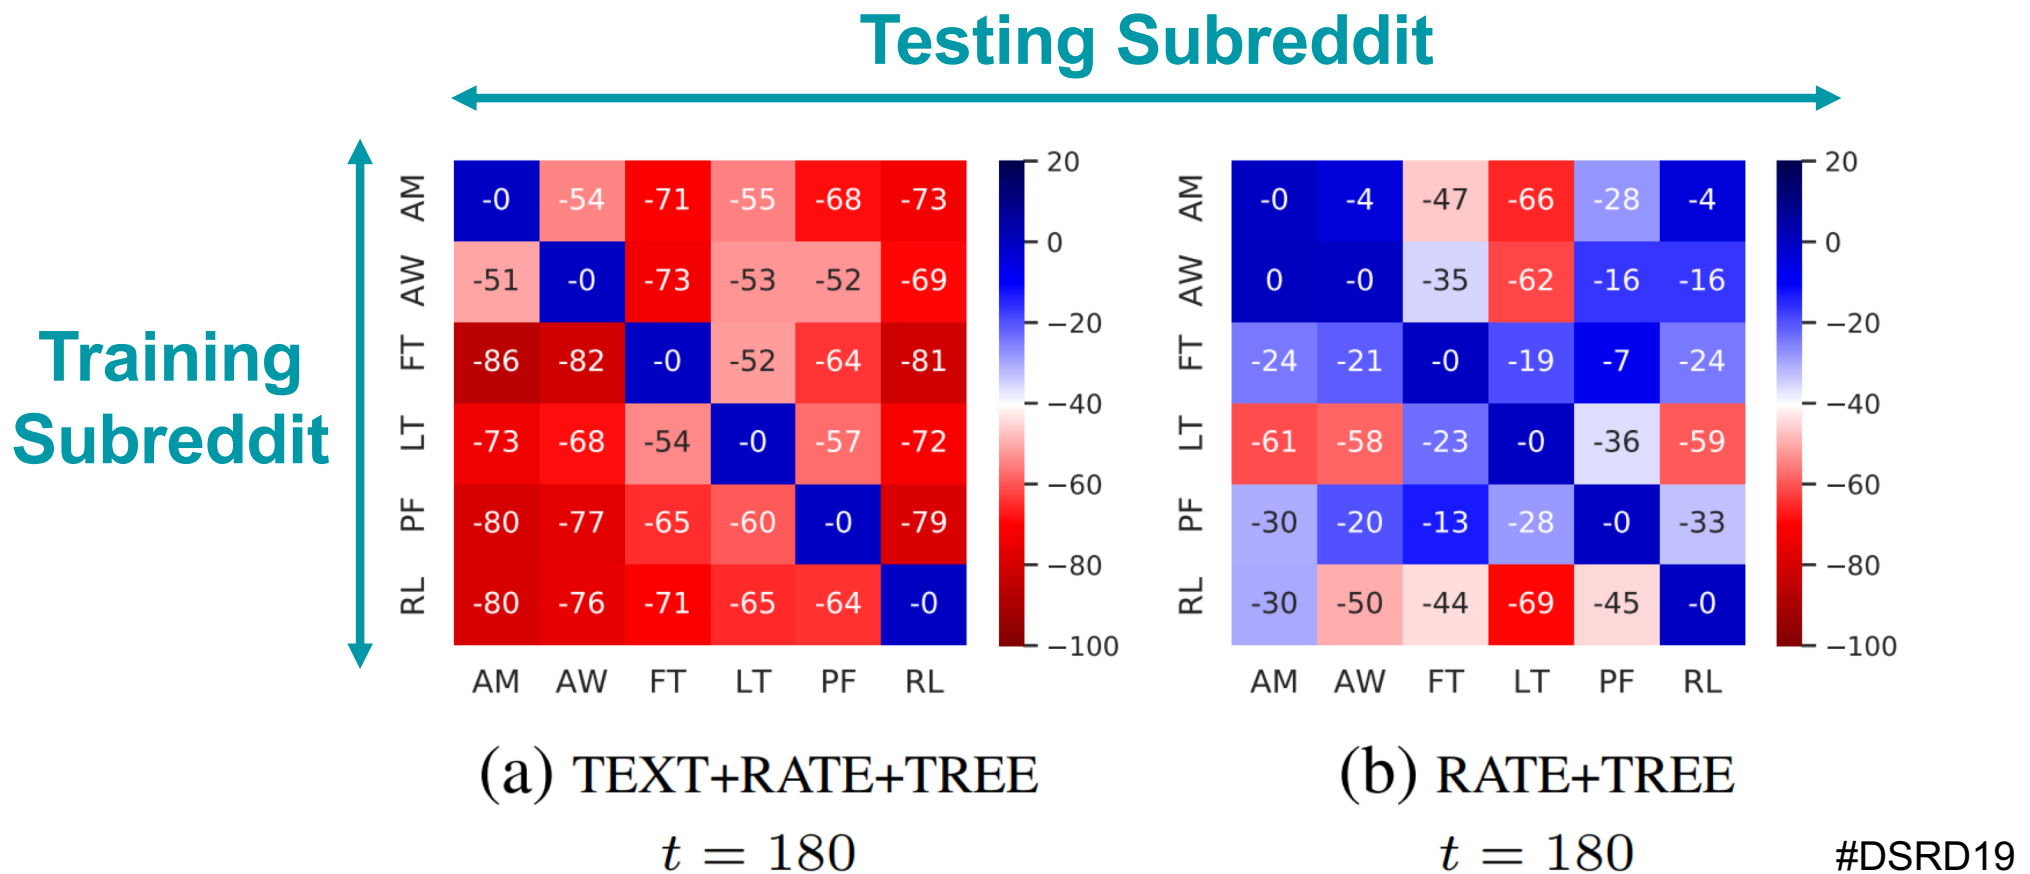 Testing Subreddit
Training
Subreddit
AM -0 -54 -71 -55 -68 -73
AW -51 -0 -73 -53 -52 -69
FT -86 -82 -0 -52 -64 -81
LT -73 -68 -54 -0 -57 -72
PF -80 -77 -65 -60 -0 -79
RL -80 -76 -71 -65 -64 -0
AM AW FT LT PF RL
20
0
−20
−40
−60
−80
−100
(a) TEXT+RATE+TREE
t = 180
AM -0 -4 -47 -66 -28 -4
AW 0 -0 -35 -62 -16 -16
FT -24 -21 -0 -19 -7 -24
LT -61 -58 -23 -0 -36 -59
PF -30 -20 -13 -28 -0 -33
RL -30 -50 -44 -69 -45 -0
AM AW FT LT PF RL
20
0
−20
−40
−60
−80
−100
(b) RATE+TREE
t = 180
#DSRD19